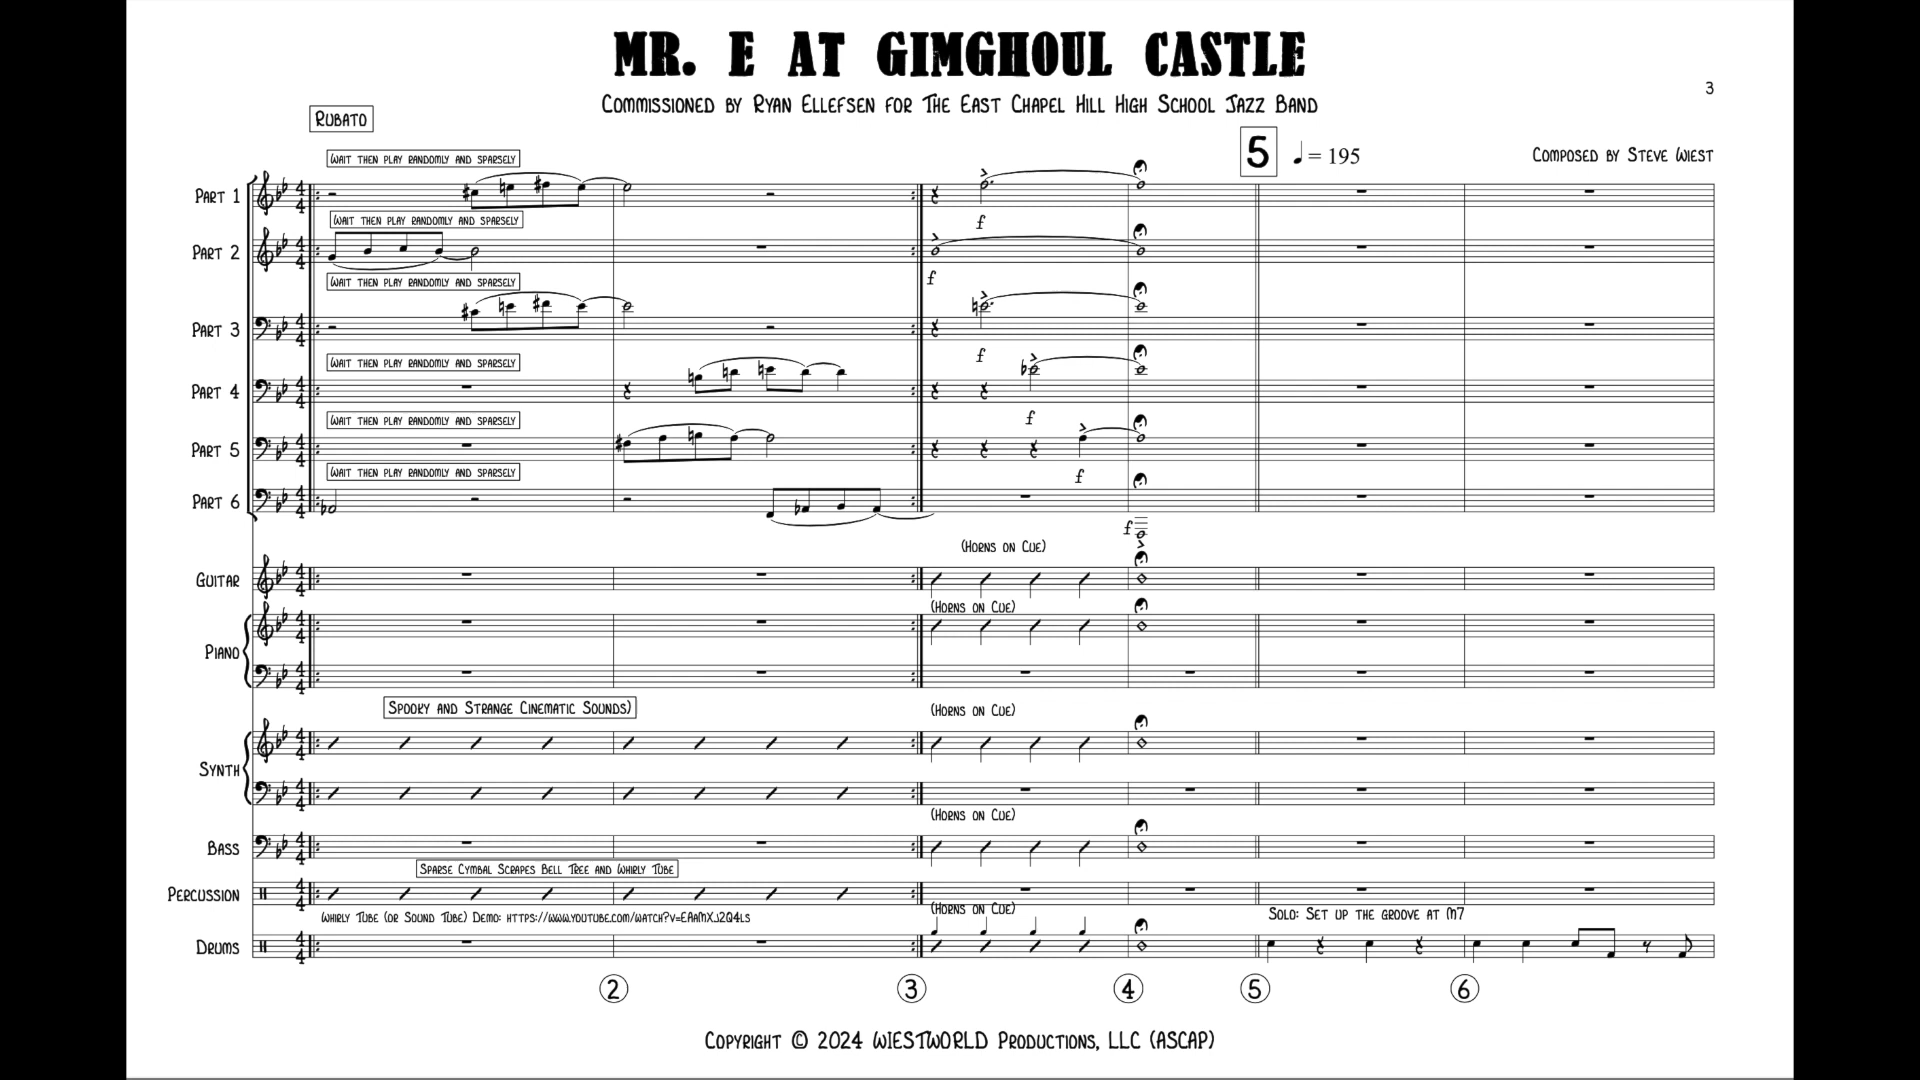 MR. E AT GIMGHOUL CASTLE
COMMISSIONED BY RYAN ELLEFSEN FOR THE EAST CHAPEL HILL HIGH SCHOOL JAZZ BAND
3
RUBATO
5 ♩ = 195
COMPOSED BY STEVE WIEST
WAIT THEN PLAY RANDOMLY AND SPARSELY
PART 1
f
WAIT THEN PLAY RANDOMLY AND SPARSELY
PART 2
f
WAIT THEN PLAY RANDOMLY AND SPARSELY
PART 3
f
WAIT THEN PLAY RANDOMLY AND SPARSELY
PART 4
f
WAIT THEN PLAY RANDOMLY AND SPARSELY
PART 5
f
WAIT THEN PLAY RANDOMLY AND SPARSELY
PART 6
f
(HORNS ON CUE)
GUITAR
(HORNS ON CUE)
PIANO
SPOOKY AND STRANGE CINEMATIC SOUNDS)
(HORNS ON CUE)
SYNTH
(HORNS ON CUE)
BASS
SPARSE CYMBAL SCRAPES BELL TREE AND WHIRLY TUBE
PERCUSSION
(HORNS ON CUE)
WHIRLY TUBE (OR SOUND TUBE) DEMO: HTTPS://WWW.YOUTUBE.COM/WATCH?V=EAAMXJ2Q4LS
SOLO: SET UP THE GROOVE AT M7
DRUMS
2 3 4 5 6
COPYRIGHT © 2024 WIESTWORLD PRODUCTIONS, LLC (ASCAP)